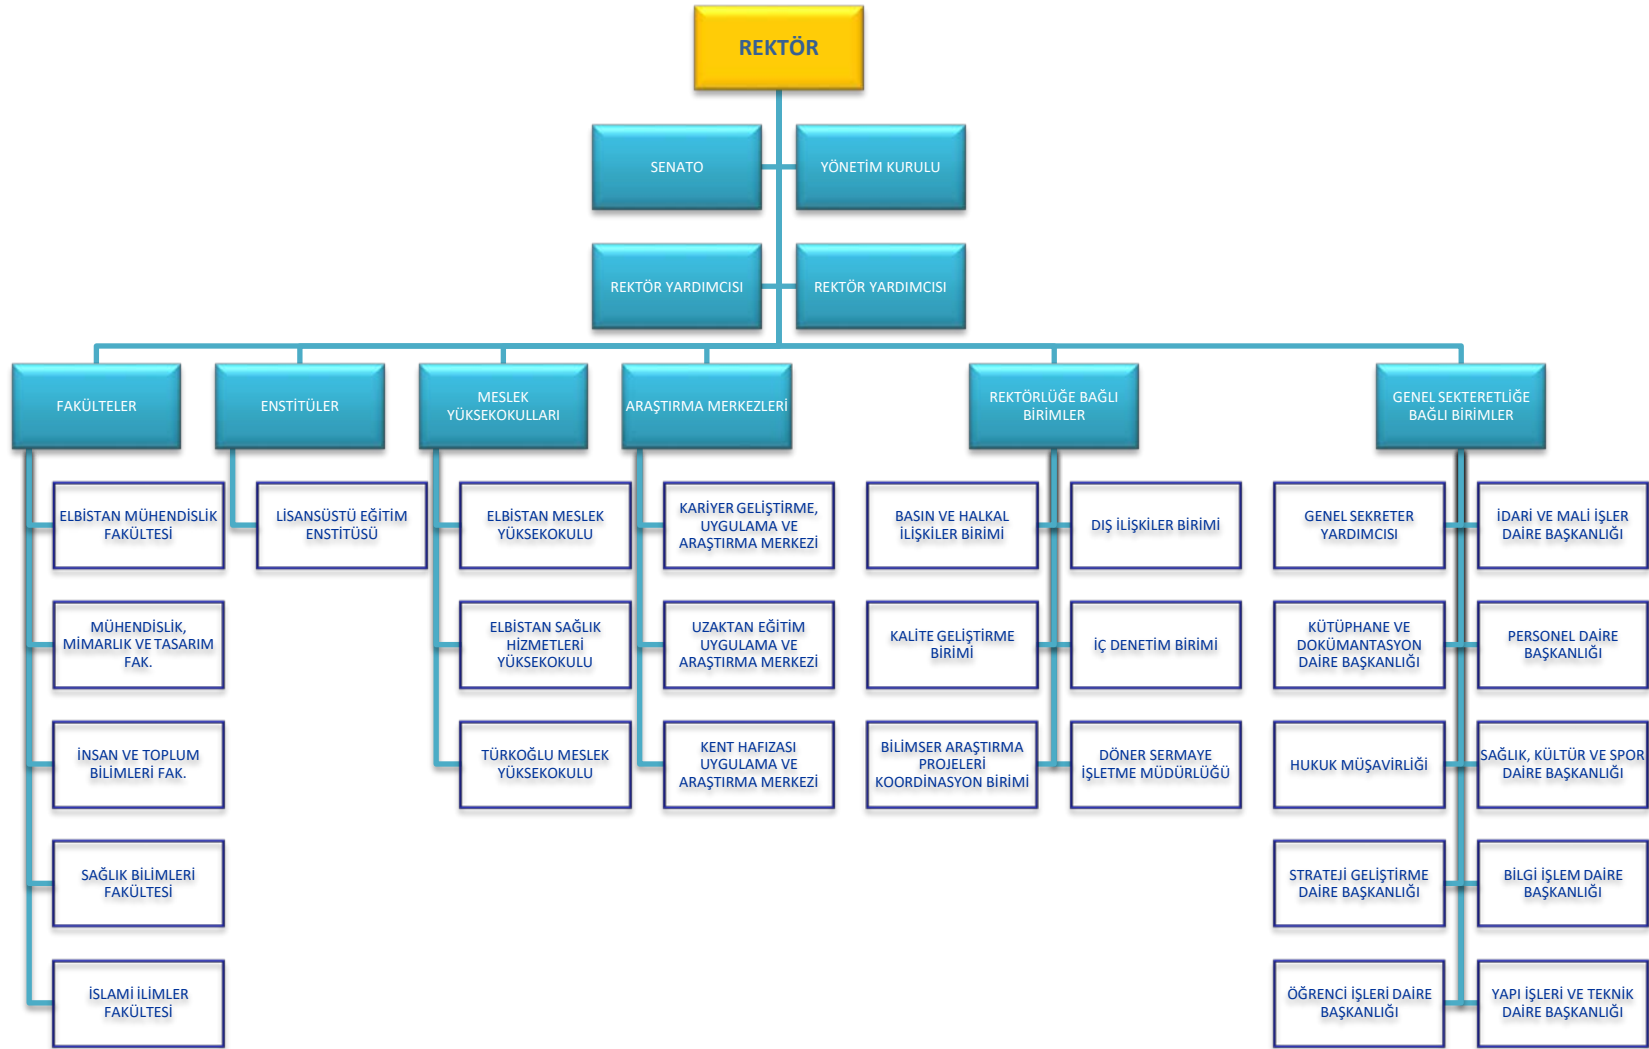 REKTÖR
SENATO
YÖNETİM KURULU
REKTÖR YARDIMCISI
REKTÖR YARDIMCISI
FAKÜLTELER
ENSTİTÜLER
MESLEK
YÜKSEKOKULLARI
ARAŞTIRMA MERKEZLERİ
REKTÖRLÜĞE BAĞLI
BİRİMLER
GENEL SEKTERETLİĞE
BAĞLI BİRİMLER
ELBİSTAN MÜHENDİSLİK
FAKÜLTESİ
MÜHENDİSLİK,
MİMARLIK VE TASARIM
FAK.
İNSAN VE TOPLUM
BİLİMLERİ FAK.
SAĞLIK BİLİMLERİ
FAKÜLTESİ
İSLAMİ İLİMLER
FAKÜLTESİ
LİSANSÜSTÜ EĞİTİM
ENSTİTÜSÜ
ELBİSTAN MESLEK
YÜKSEKOKULU
ELBİSTAN SAĞLIK
HİZMETLERİ
YÜKSEKOKULU
TÜRKOĞLU MESLEK
YÜKSEKOKULU
KARİYER GELİŞTİRME,
UYGULAMA VE
ARAŞTIRMA MERKEZİ
UZAKTAN EĞİTİM
UYGULAMA VE
ARAŞTIRMA MERKEZİ
KENT HAFIZASI
UYGULAMA VE
ARAŞTIRMA MERKEZİ
BASIN VE HALKAL
İLİŞKİLER BİRİMİ
DIŞ İLİŞKİLER BİRİMİ
KALİTE GELİŞTİRME
BİRİMİ
İÇ DENETİM BİRİMİ
BİLİMSER ARAŞTIRMA
PROJELERİ
KOORDİNASYON BİRİMİ
DÖNER SERMAYE
İŞLETME MÜDÜRLÜĞÜ
GENEL SEKRETER
YARDIMCISI
İDARİ VE MALİ İŞLER
DAİRE BAŞKANLIĞI
KÜTÜPHANE VE
DOKÜMANTASYON
DAİRE BAŞKANLIĞI
PERSONEL DAİRE
BAŞKANLIĞI
HUKUK MÜŞAVİRLİĞİ
SAĞLIK, KÜLTÜR VE SPOR
DAİRE BAŞKANLIĞI
STRATEJİ GELİŞTİRME
DAİRE BAŞKANLIĞI
BİLGİ İŞLEM DAİRE
BAŞKANLIĞI
ÖĞRENCİ İŞLERİ DAİRE
BAŞKANLIĞI
YAPI İŞLERİ VE TEKNİK
DAİRE BAŞKANLIĞI